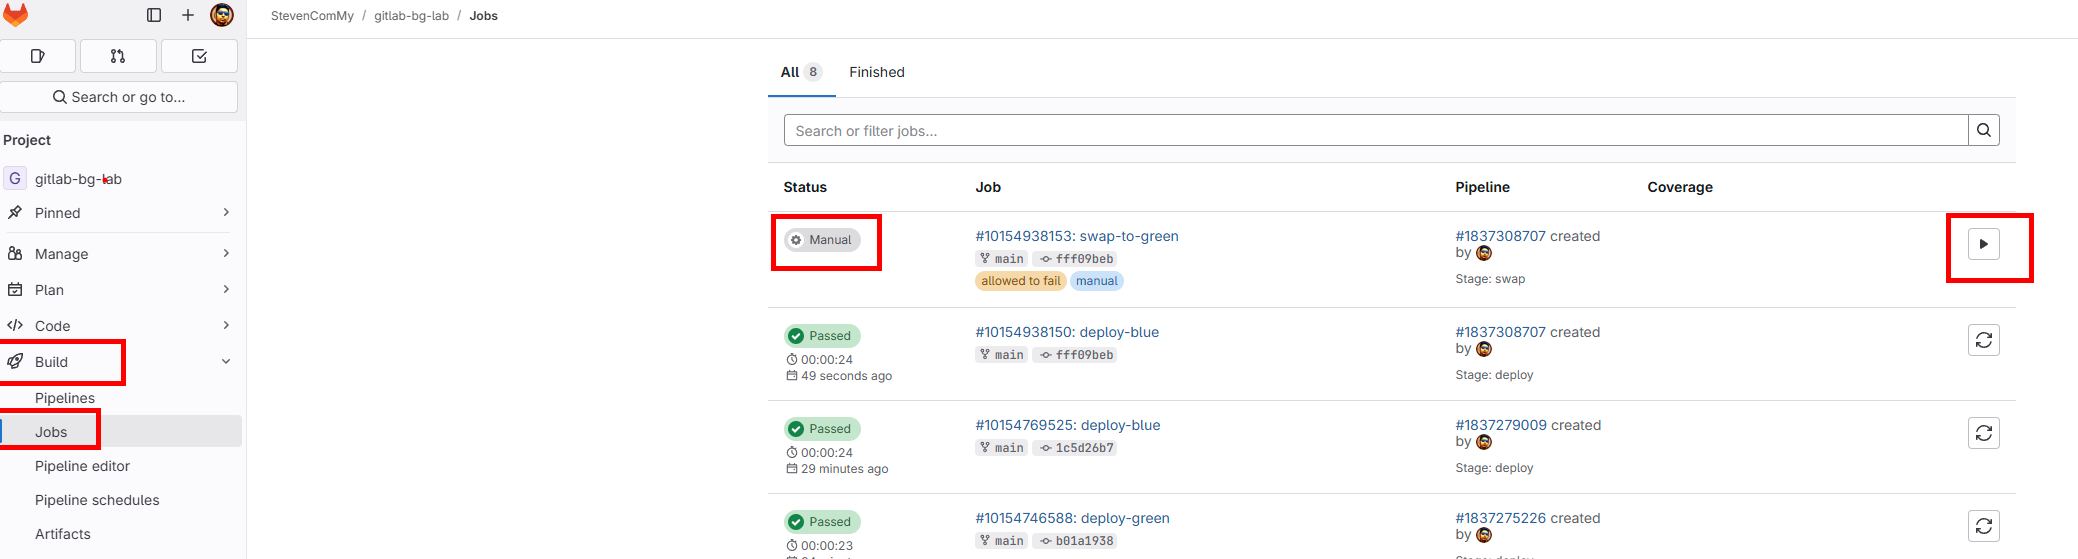 StevenComMy / gitlab-bg-lab / Jobs
Search or go to...
Project
G gitlab-bg-lab
Pinned
Manage
Plan
Code
Build
Pipelines
Jobs
Pipeline editor
Pipeline schedules
Artifacts
All 8 Finished
Search or filter jobs...
Status Job Pipeline Coverage
Manual #10154938153: swap-to-green #1837308707 created
main fff09beb by
allowed to fail manual Stage: swap
Passed #10154938150: deploy-blue #1837308707 created
00:00:24 main fff09beb by
49 seconds ago Stage: deploy
Passed #10154769525: deploy-blue #1837279009 created
00:00:24 main 1c5d26b7 by
29 minutes ago Stage: deploy
Passed #10154746588: deploy-green #1837275226 created
00:00:23 main b01a1938 by